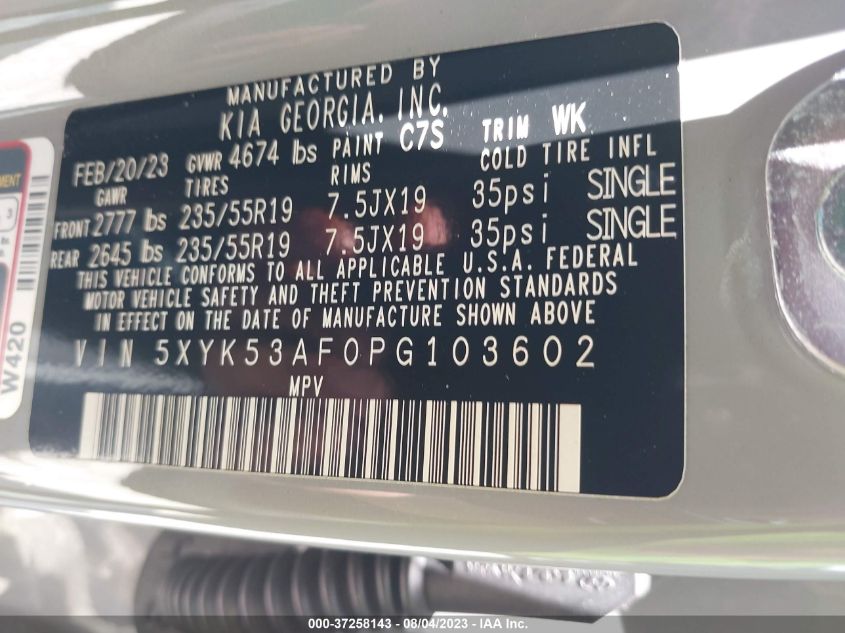 MANUFACTURED BY
KIA GEORGIA, INC.
FEB/20/23 GVWR 4674 lbs PAINT C7S TRIM WK
GAWR TIRES RIMS COLD TIRE INFL
FRONT 2777 lbs 235/55R19 7.5JX19 35psi SINGLE
REAR 2645 lbs 235/55R19 7.5JX19 35psi SINGLE
THIS VEHICLE CONFORMS TO ALL APPLICABLE U.S.A. FEDERAL
MOTOR VEHICLE SAFETY AND THEFT PREVENTION STANDARDS
IN EFFECT ON THE DATE OF MANUFACTURE SHOWN ABOVE
VIN 5XYK53AF0PG103602
MPV
W420
000-37258143 - 08/04/2023 - IAA Inc.